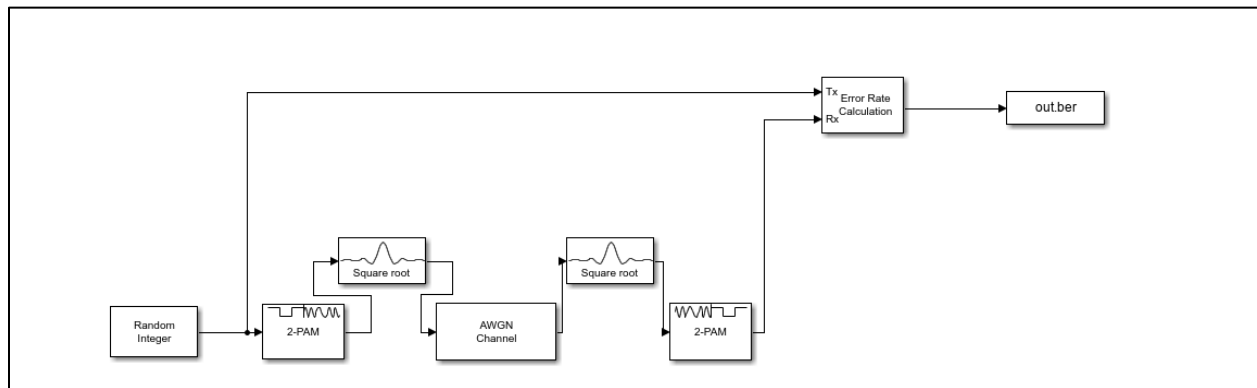 Tx
Error Rate
Calculation
Rx
out.ber
Square root
Square root
Random
Integer
2-PAM
AWGN
Channel
2-PAM